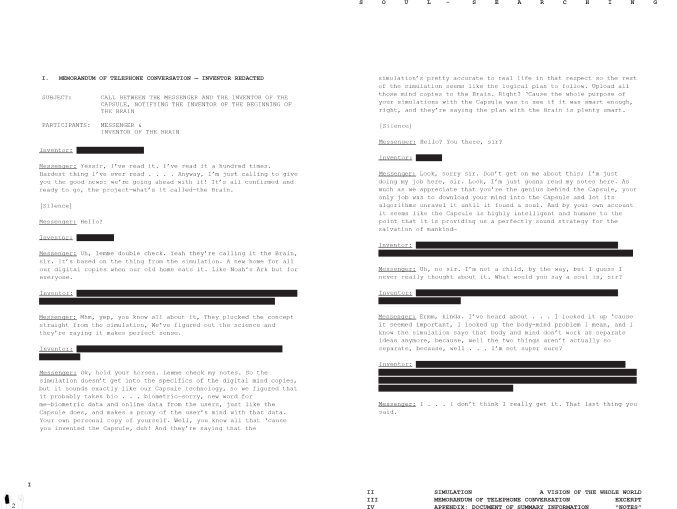 S O U L - S E A R C H I N G
I. MEMORANDUM OF TELEPHONE CONVERSATION — INVENTOR REDACTED
SUBJECT: CALL BETWEEN THE MESSENGER AND THE INVENTOR OF THE
CAPSULE, NOTIFYING THE INVENTOR OF THE BEGINNING OF
THE BRAIN
PARTICIPANTS: MESSENGER &
INVENTOR OF THE BRAIN
Inventor:
Messenger: Yessir, I've read it. I've read it a hundred times.
Hardest thing I've ever read . . . . Anyway, I'm just calling to give
you the good news: we're going ahead with it! It's all confirmed and
ready to go, the project—what's it called—the Brain.
[Silence]
Messenger: Hello?
Inventor:
Messenger: Uh, lemme double check. Yeah they're calling it the Brain,
sir. It's based on the thing from the simulation. A new home for all
our digital copies when our old home eats it. Like Noah's Ark but for
everyone.
Inventor:
Messenger: Mhm, yep, you know all about it. They plucked the concept
straight from the simulation. We've figured out the science and
they're saying it makes perfect sense.
Inventor:
Messenger: Ok, hold your horses. Lemme check my notes. So the
simulation doesn't get into the specifics of the digital mind copies,
but it sounds exactly like our Capsule technology, so we figured that
it probably takes bio . . . biometric—sorry, new word for
me—biometric data and online data from the users, just like the
Capsule does, and makes a proxy of the user's mind with that data.
Your own personal copy of yourself. Well, you know all that 'cause
you invented the Capsule, duh! And they're saying that the
I
2
simulation's pretty accurate to real life in that respect so the rest
of the simulation seems like the logical plan to follow. Upload all
those mind copies to the Brain. Right? 'Cause the whole purpose of
your simulations with the Capsule was to see if it was smart enough,
right, and they're saying the plan with the Brain is plenty smart.
[Silence]
Messenger: Hello? You there, sir?
Inventor:
Messenger: Look, sorry sir. Don't get on me about this; I'm just
doing my job here, sir. Look, I'm just gonna read my notes here. As
much as we appreciate that you're the genius behind the Capsule, your
only job was to download your mind into the Capsule and let its
algorithms unravel it until it found a soul. And by your own account
it seems like the Capsule is highly intelligent and humane to the
point that it is providing us a perfectly sound strategy for the
salvation of mankind—
Inventor:
Messenger: Uh, no sir. I'm not a child, by the way, but I guess I
never really thought about it. What would you say a soul is, sir?
Inventor:
Messenger: Ermm, kinda. I've heard about . . . I looked it up 'cause
it seemed important, I looked up the body-mind problem I mean, and I
know the simulation says that body and mind don't work as separate
ideas anymore, because, well the two things aren't actually so
separate, because, well . . . I'm not super sure?
Inventor:
Messenger: I . . . I don't think I really get it. That last thing you
said.
II SIMULATION A VISION OF THE WHOLE WORLD
III MEMORANDUM OF TELEPHONE CONVERSATION EXCERPT
IV APPENDIX: DOCUMENT OF SUMMARY INFORMATION "NOTES"